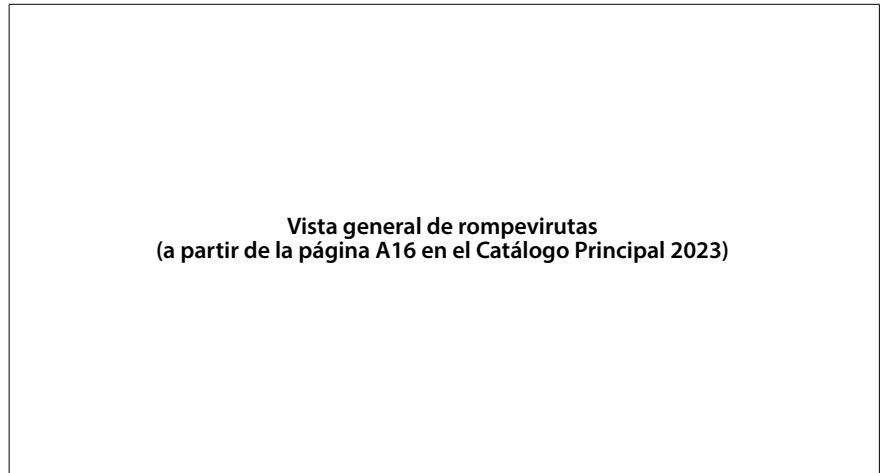 Vista general de rompevirutas
(a partir de la página A16 en el Catálogo Principal 2023)